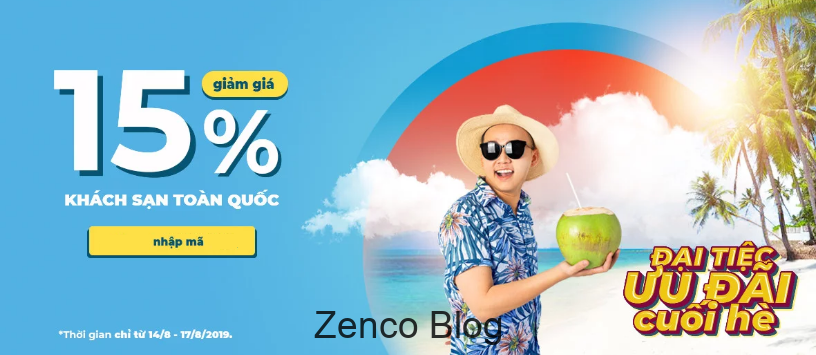 15%
giảm giá
KHÁCH SẠN TOÀN QUỐC
nhập mã
*Thời gian chỉ từ 14/8 - 17/8/2019.
Zenco Blog
ĐẠI TIỆC
ƯU ĐÃI
cuối hè